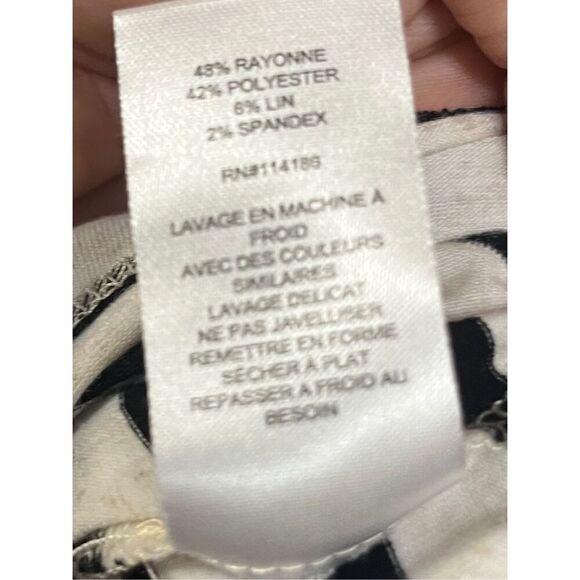 48% RAYONNE
42% POLYESTER
8% LIN
2% SPANDEX
RN#114186
LAVAGE EN MACHINE À
FROID
AVEC DES COULEURS
SIMILAIRES
LAVAGE DELICAT
NE PAS JAVELLISER
REMETTRE EN FORME
SÉCHER À PLAT
REPASSER À FROID AU
BESOIN